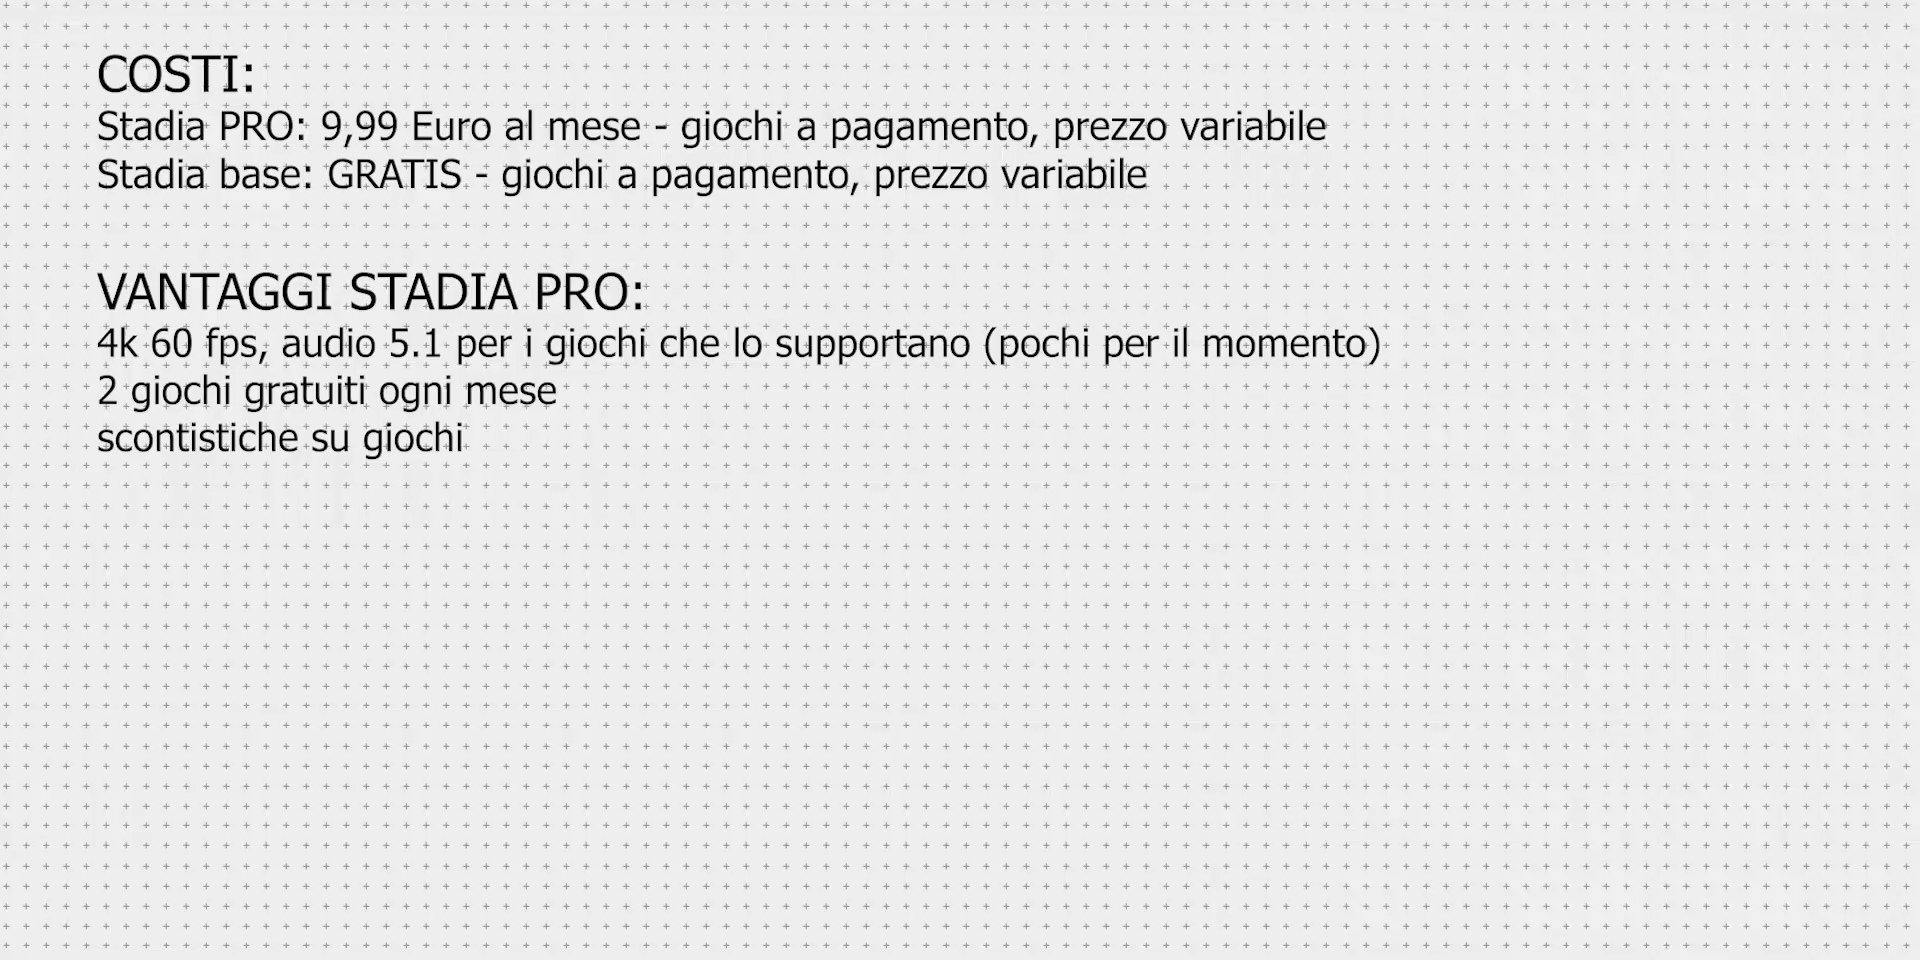 COSTI:
Stadia PRO: 9,99 Euro al mese - giochi a pagamento, prezzo variabile
Stadia base: GRATIS - giochi a pagamento, prezzo variabile
VANTAGGI STADIA PRO:
4k 60 fps, audio 5.1 per i giochi che lo supportano (pochi per il momento)
2 giochi gratuiti ogni mese
scontistiche su giochi